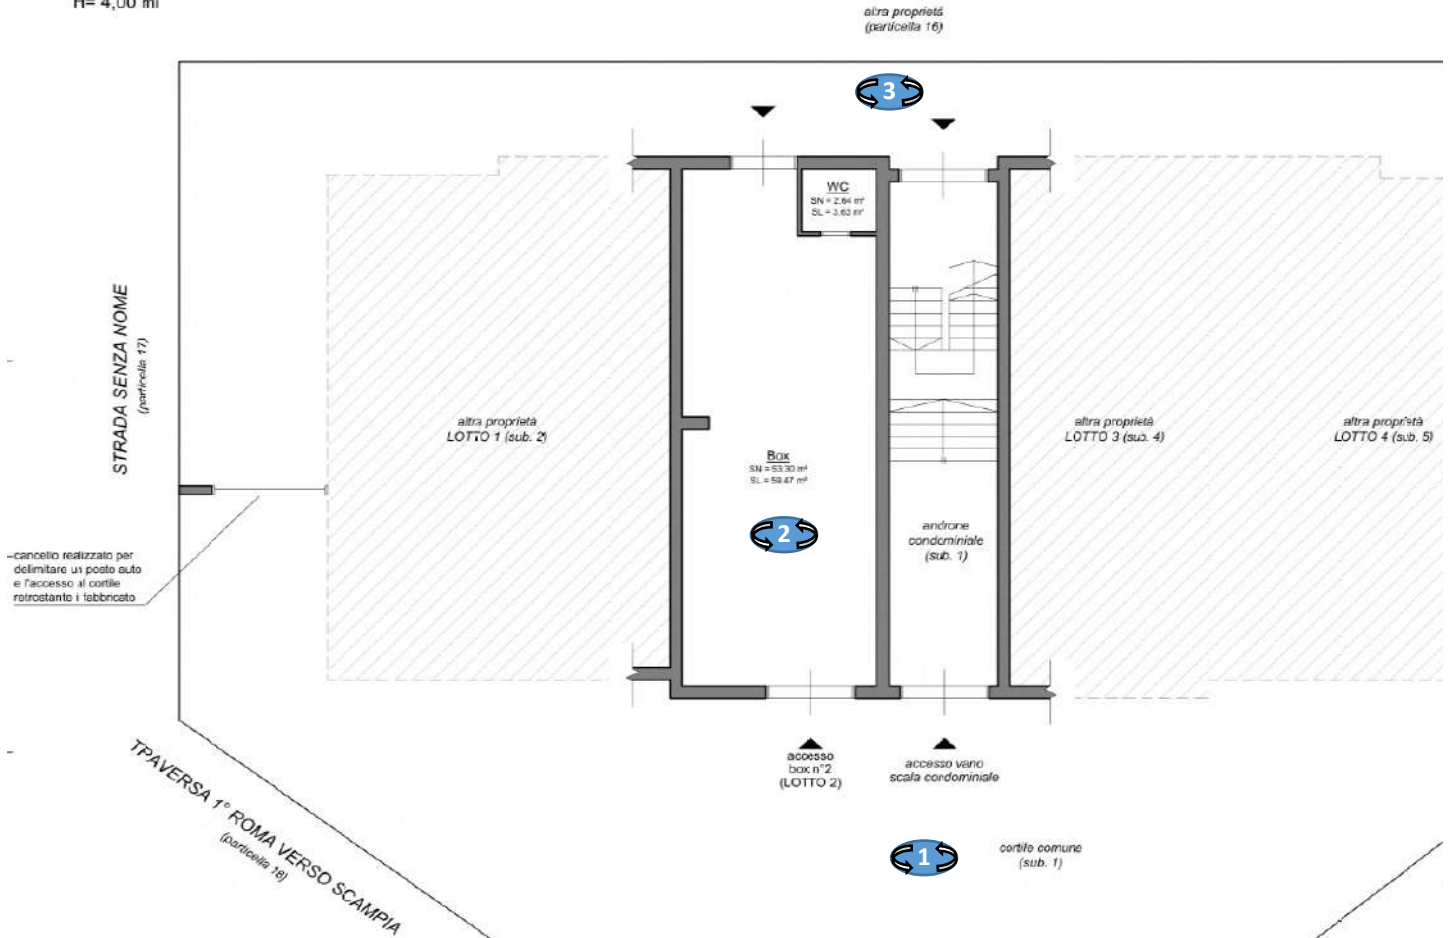 H= 4,00 ml
altra proprietà
(particella 16)
3
WC
SN = 2.64 m²
SL = 3.63 m²
STRADA SENZA NOME
(particella 17)
altra proprietà
LOTTO 1 (sub. 2)
altra proprietà
LOTTO 3 (sub. 4)
altra proprietà
LOTTO 4 (sub. 5)
Box
SN = 53.30 m²
SL = 59.47 m²
2
androne
condominiale
(sub. 1)
cancello realizzato per
delimitare un posto auto
e l'accesso al cortile
retrostante i fabbricato
accesso
box n°2
(LOTTO 2)
accesso vano
scala condominiale
TRAVERSA 1° ROMA VERSO SCAMPIA
(particella 18)
1
cortile comune
(sub. 1)